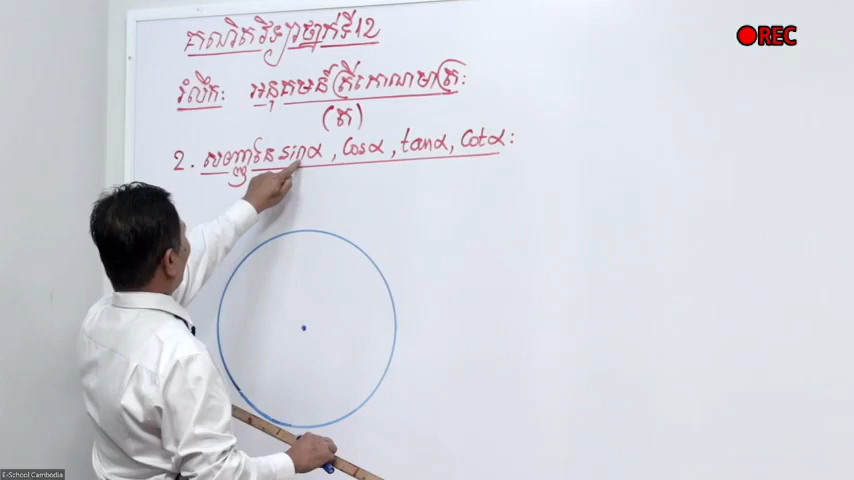 គណិតវិទ្យាថ្នាក់ទី12
REC
រំលឹក: អនុគមន៍ត្រីកោណមាត្រ:
(ត)
2. សញ្ញានៃ sinα, cosα, tanα, cotα:
E-School Cambodia